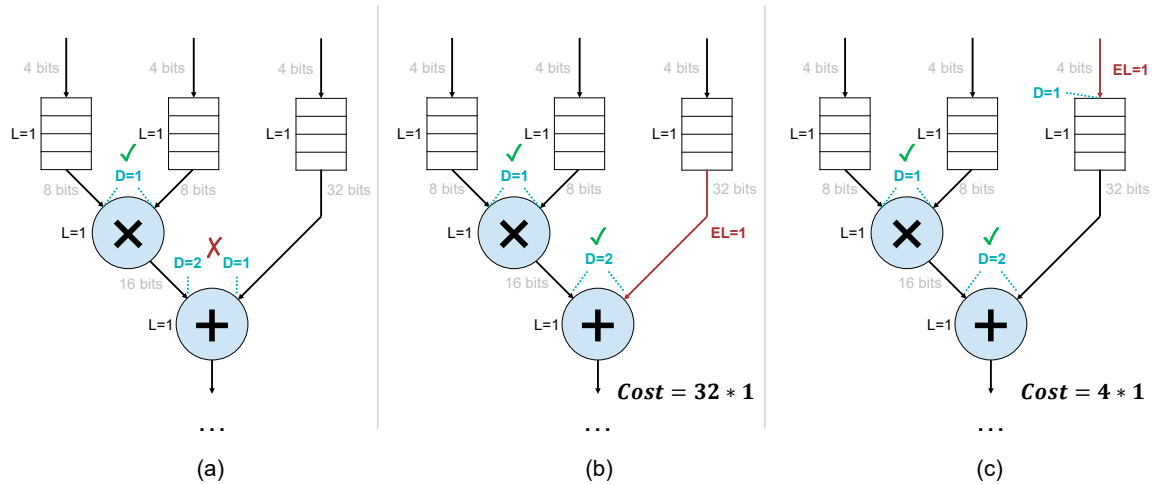 4 bits 4 bits 4 bits
L=1 L=1 L=1
✓
D=1
8 bits 8 bits 32 bits
L=1 ×
✗
D=2 D=1
16 bits
L=1 +
...
(a)
4 bits 4 bits 4 bits
L=1 L=1 L=1
✓
D=1
8 bits 8 bits 32 bits
L=1 × ✓ EL=1
D=2
16 bits
L=1 +
Cost = 32 * 1
...
(b)
4 bits 4 bits 4 bits EL=1
D=1
L=1 L=1 L=1
✓
D=1
8 bits 8 bits 32 bits
L=1 × ✓
D=2
16 bits
L=1 +
Cost = 4 * 1
...
(c)